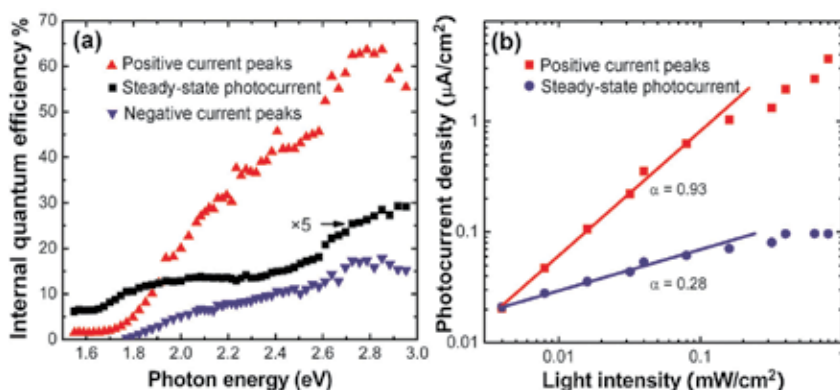 (a)
Positive current peaks
Steady-state photocurrent
Negative current peaks
×5
Internal quantum efficiency %
70
60
50
40
30
20
10
0
1.6 1.8 2.0 2.2 2.4 2.6 2.8 3.0
Photon energy (eV)
(b)
Positive current peaks
Steady-state photocurrent
α = 0.93
α = 0.28
Photocurrent density (μA/cm²)
1
0.1
0.01
0.01 0.1
Light intensity (mW/cm²)